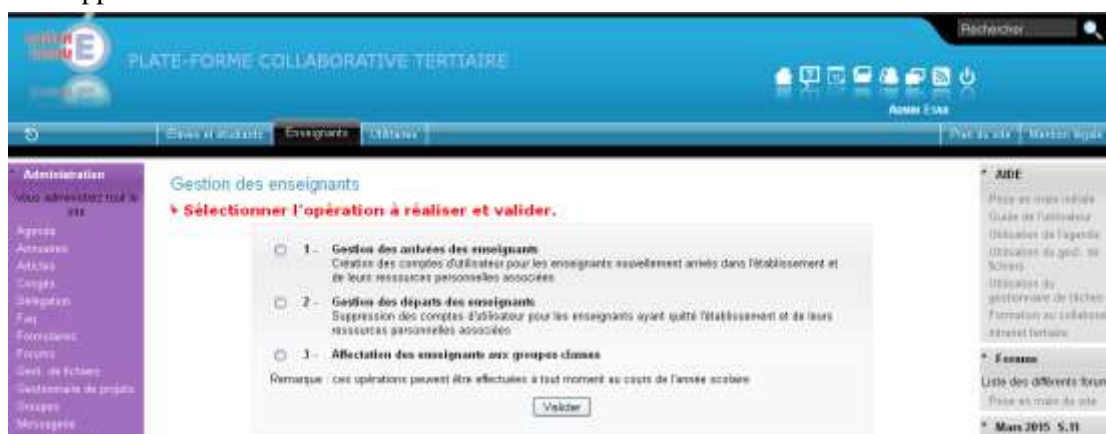 Rechercher
PLATE-FORME COLLABORATIVE TERTIAIRE
Admin Etab
Elèves et étudiants Enseignants Utilitaires Plan du site Mention légale
Administration
vous administrez tout le
site
Agenda
Annuaires
Articles
Congés
Délégation
Faq
Formulaires
Forums
Gest. de fichiers
Gestionnaire de projets
Groupes
Messagerie
Gestion des enseignants
Sélectionner l'opération à réaliser et valider.
1 - Gestion des arrivées des enseignants
Création des comptes d'utilisateur pour les enseignants nouvellement arrivés dans l'établissement et
de leurs ressources personnelles associées
2 - Gestion des départs des enseignants
Suppression des comptes d'utilisateur pour les enseignants ayant quitté l'établissement et de leurs
ressources personnelles associées
3 - Affectation des enseignants aux groupes classes
Remarque : ces opérations peuvent être effectuées à tout moment au cours de l'année scolaire
Valider
AIDE
Prise en main initiale
Guide de l'utilisateur
Utilisation de l'agenda
Utilisation du gest. de
fichiers
Utilisation du
gestionnaire de tâches
Formation au collaboratif
Intranet tertiaire
Forums
Liste des différents forum
Prise en main du site
Mars 2015 S.11